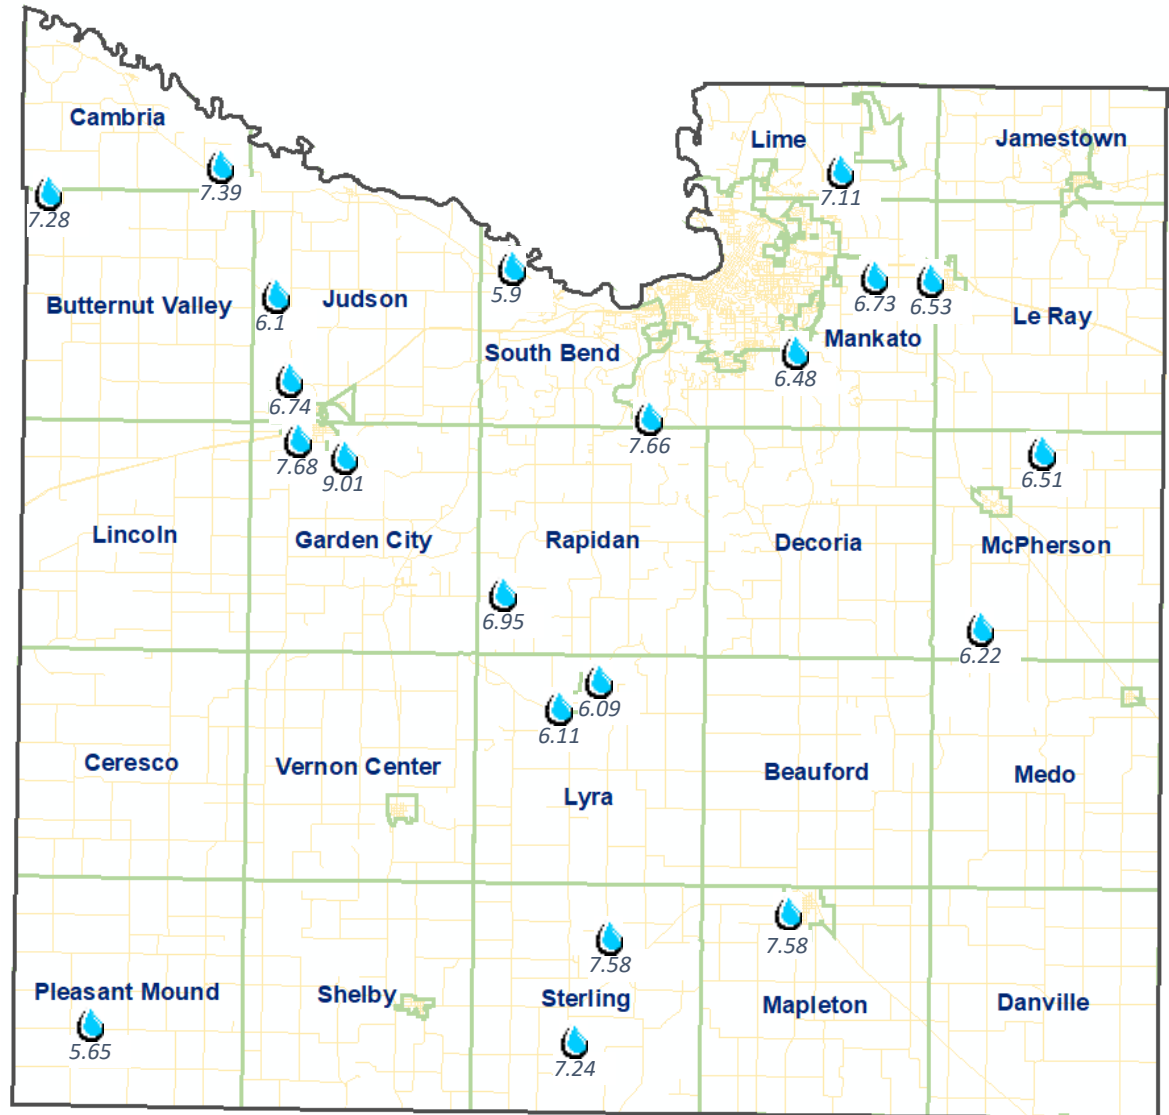 Cambria
Lime
Jamestown
7.39
7.11
7.28
5.9
6.73
6.53
Butternut Valley
6.1
Judson
Le Ray
South Bend
Mankato
6.48
6.74
7.66
7.68
9.01
6.51
Lincoln
Garden City
Rapidan
Decoria
McPherson
6.95
6.22
6.09
6.11
Ceresco
Vernon Center
Beauford
Medo
Lyra
7.58
7.58
Pleasant Mound
Shelby
Sterling
Mapleton
Danville
5.65
7.24